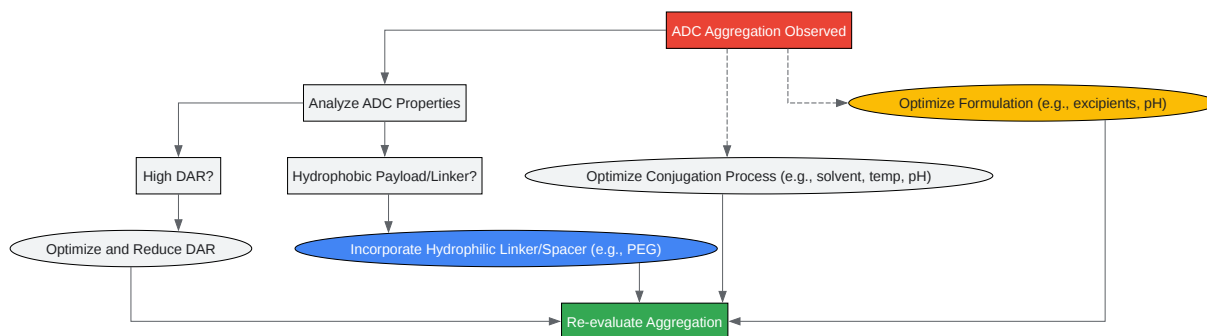 ADC Aggregation Observed
Analyze ADC Properties
Optimize Formulation (e.g., excipients, pH)
High DAR?
Hydrophobic Payload/Linker?
Optimize Conjugation Process (e.g., solvent, temp, pH)
Optimize and Reduce DAR
Incorporate Hydrophilic Linker/Spacer (e.g., PEG)
Re-evaluate Aggregation